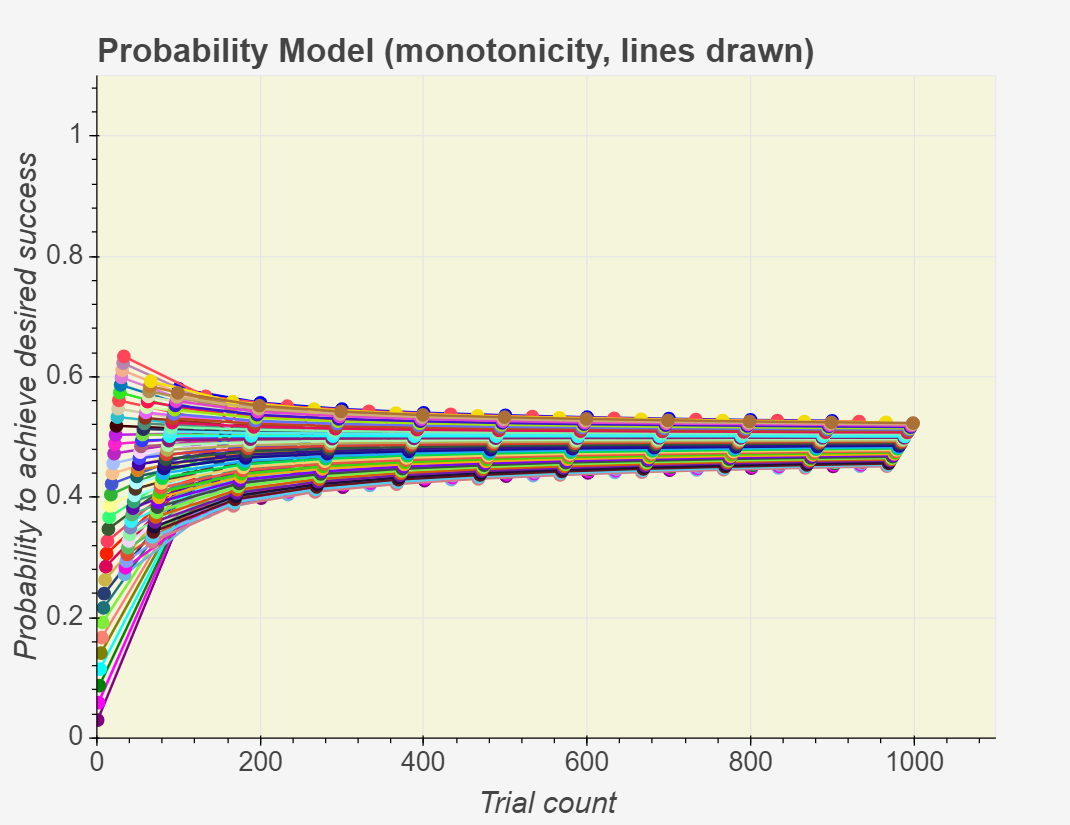 Probability Model (monotonicity, lines drawn)
Probability to achieve desired success
1
0.8
0.6
0.4
0.2
0
0 200 400 600 800 1000
Trial count